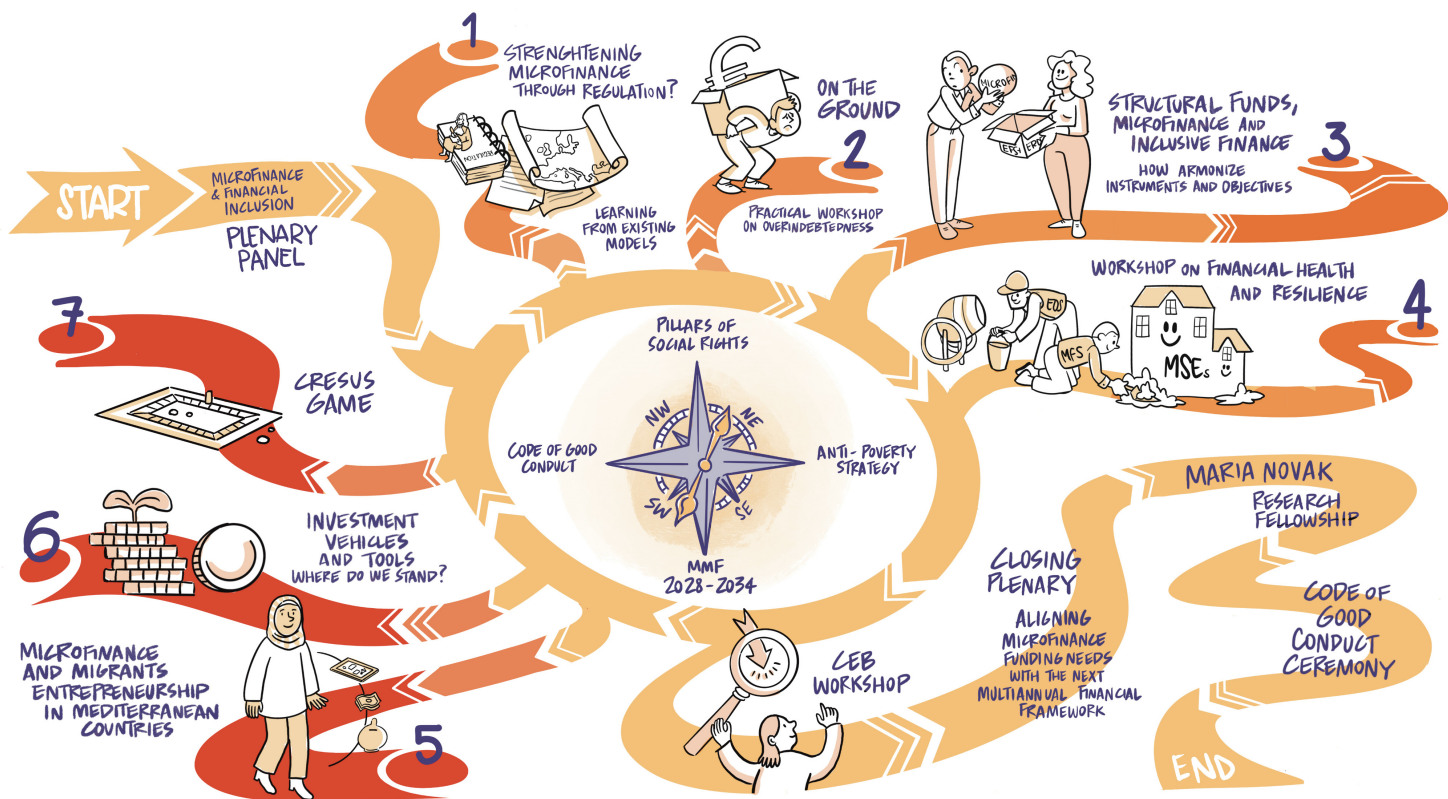 START
MICROFINANCE
& FINANCIAL
INCLUSION
PLENARY
PANEL
1
STRENGHTENING
MICROFINANCE
THROUGH REGULATION?
REGULATION
LEARNING
FROM EXISTING
MODELS
ON THE
GROUND
2
PRACTICAL WORKSHOP
ON OVERINDEBTEDNESS
MICROFI
STRUCTURAL FUNDS,
MICROFINANCE AND
INCLUSIVE FINANCE
HOW ARMONIZE
INSTRUMENTS AND OBJECTIVES
3
WORKSHOP ON FINANCIAL HEALTH
AND RESILIENCE
4
MFS
MSEs
PILLARS OF
SOCIAL RIGHTS
NW
NE
CODE OF GOOD
CONDUCT
ANTI-POVERTY
STRATEGY
SW
SE
MMF
2028-2034
7
CRESUS
GAME
6
INVESTMENT
VEHICLES
AND TOOLS
WHERE DO WE STAND?
MICROFINANCE
AND MIGRANTS
ENTREPRENEURSHIP
IN MEDITERRANEAN
COUNTRIES
5
CEB
WORKSHOP
CLOSING
PLENARY
ALIGNING
MICROFINANCE
FUNDING NEEDS
WITH THE NEXT
MULTIANNUAL FINANCIAL
FRAMEWORK
MARIA NOVAK
RESEARCH
FELLOWSHIP
CODE OF
GOOD
CONDUCT
CEREMONY
END